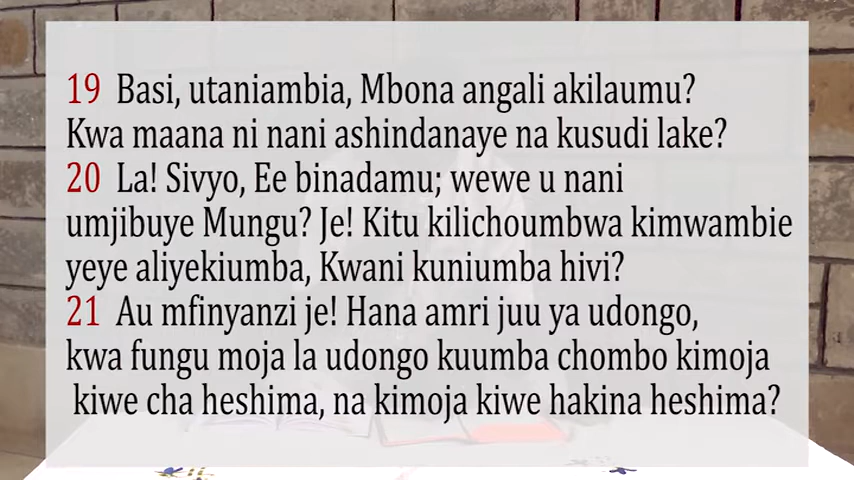 19 Basi, utaniambia, Mbona angali akilaumu?
Kwa maana ni nani ashindanaye na kusudi lake?
20 La! Sivyo, Ee binadamu; wewe u nani
umjibuye Mungu? Je! Kitu kilichoumbwa kimwambie
yeye aliyekiumba, Kwani kuniumba hivi?
21 Au mfinyanzi je! Hana amri juu ya udongo,
kwa fungu moja la udongo kuumba chombo kimoja
kiwe cha heshima, na kimoja kiwe hakina heshima?